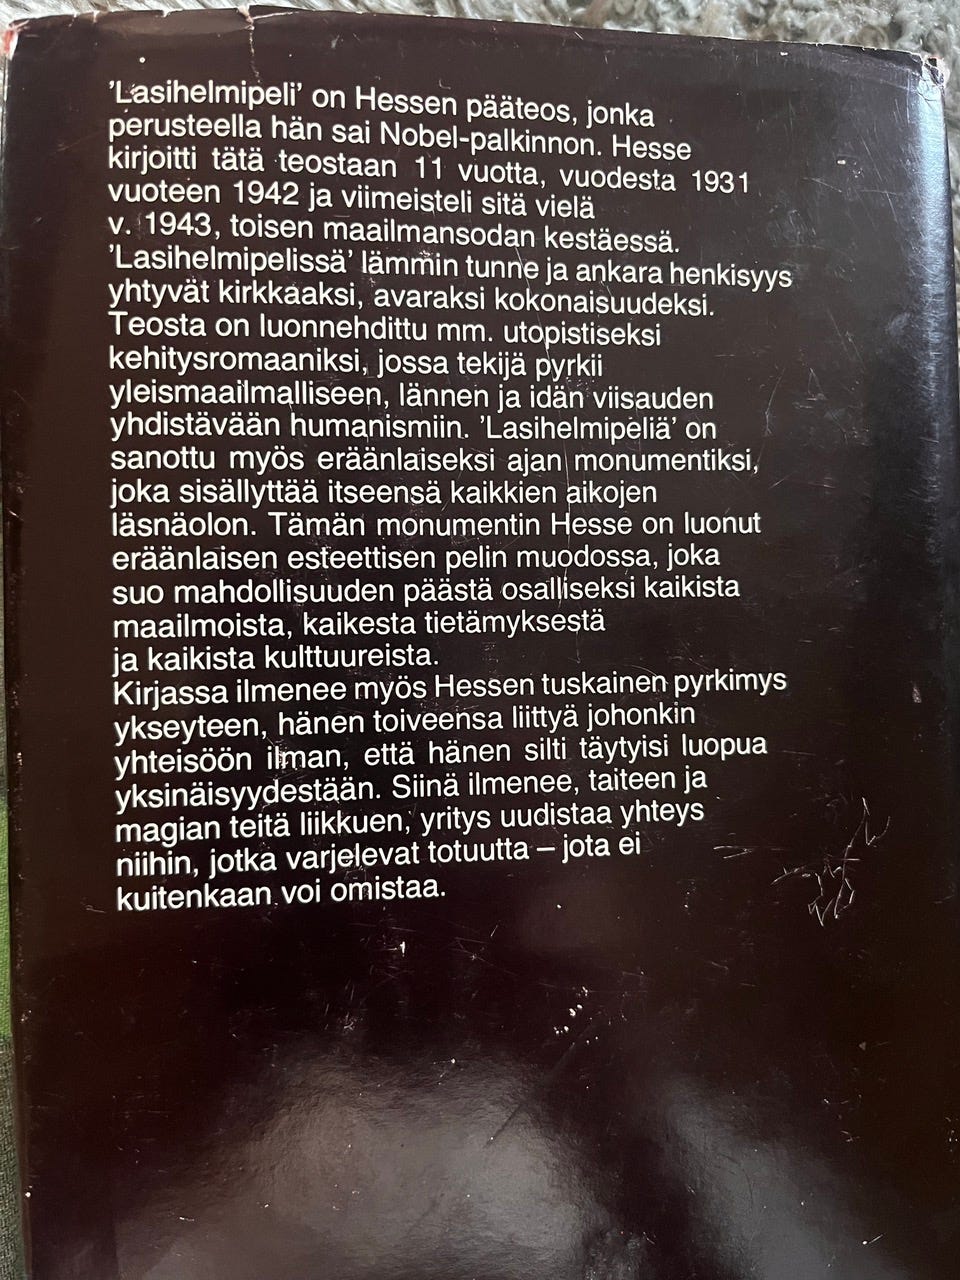 ’Lasihelmipeli’ on Hessen pääteos, jonka
perusteella hän sai Nobel-palkinnon. Hesse
kirjoitti tätä teostaan 11 vuotta, vuodesta 1931
vuoteen 1942 ja viimeisteli sitä vielä
v. 1943, toisen maailmansodan kestäessä.
’Lasihelmipelissä’ lämmin tunne ja ankara henkisyys
yhtyvät kirkkaaksi, avaraksi kokonaisuudeksi.
Teosta on luonnehdittu mm. utopistiseksi
kehitysromaaniksi, jossa tekijä pyrkii
yleismaailmalliseen, lännen ja idän viisauden
yhdistävään humanismiin. ’Lasihelmipeliä’ on
sanottu myös eräänlaiseksi ajan monumentiksi,
joka sisällyttää itseensä kaikkien aikojen
läsnäolon. Tämän monumentin Hesse on luonut
eräänlaisen esteettisen pelin muodossa, joka
suo mahdollisuuden päästä osalliseksi kaikista
maailmoista, kaikesta tietämyksestä
ja kaikista kulttuureista.
Kirjassa ilmenee myös Hessen tuskainen pyrkimys
ykseyteen, hänen toiveensa liittyä johonkin
yhteisöön ilman, että hänen silti täytyisi luopua
yksinäisyydestään. Siinä ilmenee, taiteen ja
magian teitä liikkuen, yritys uudistaa yhteys
niihin, jotka varjelevat totuutta – jota ei
kuitenkaan voi omistaa.